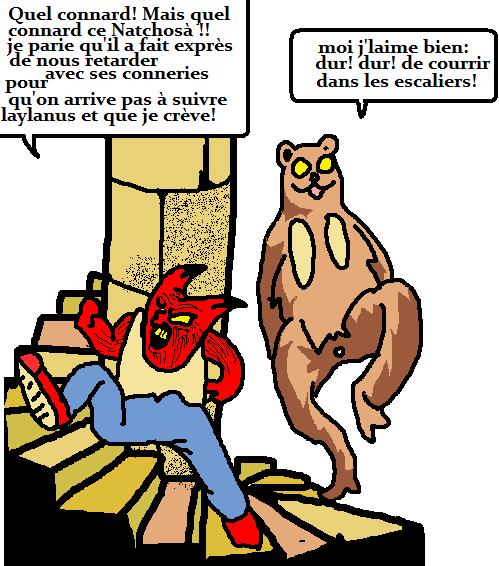 Quel connard! Mais quel
connard ce Natchosà !!
je parie qu'il a fait exprès
de nous retarder
avec ses conneries
pour
qu'on arrive pas à suivre
laylanus et que je crève!
moi j'laime bien:
dur! dur! de courrir
dans les escaliers!